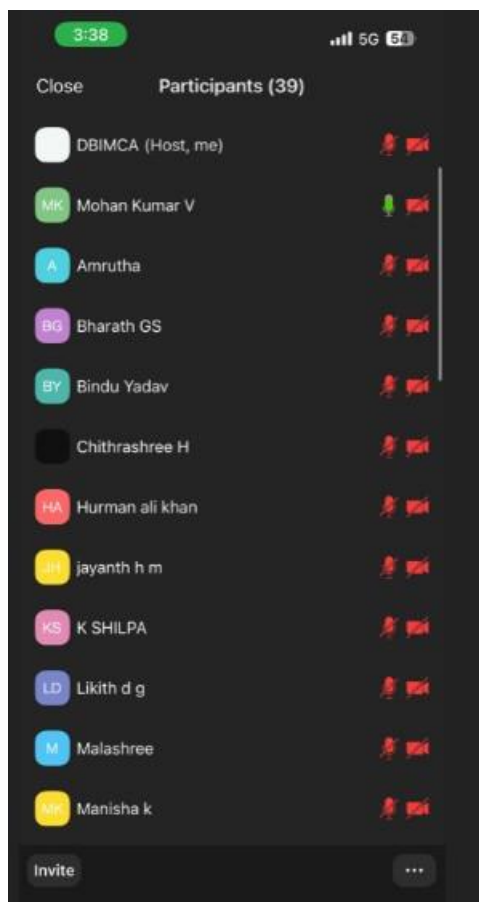 3:38 5G 54
Close Participants (39)
DBIMCA (Host, me)
MK Mohan Kumar V
A Amrutha
BG Bharath GS
BY Bindu Yadav
Chithrashree H
HA Hurman ali khan
JH jayanth h m
KS K SHILPA
LD Likith d g
M Malashree
MK Manisha k
Invite ...